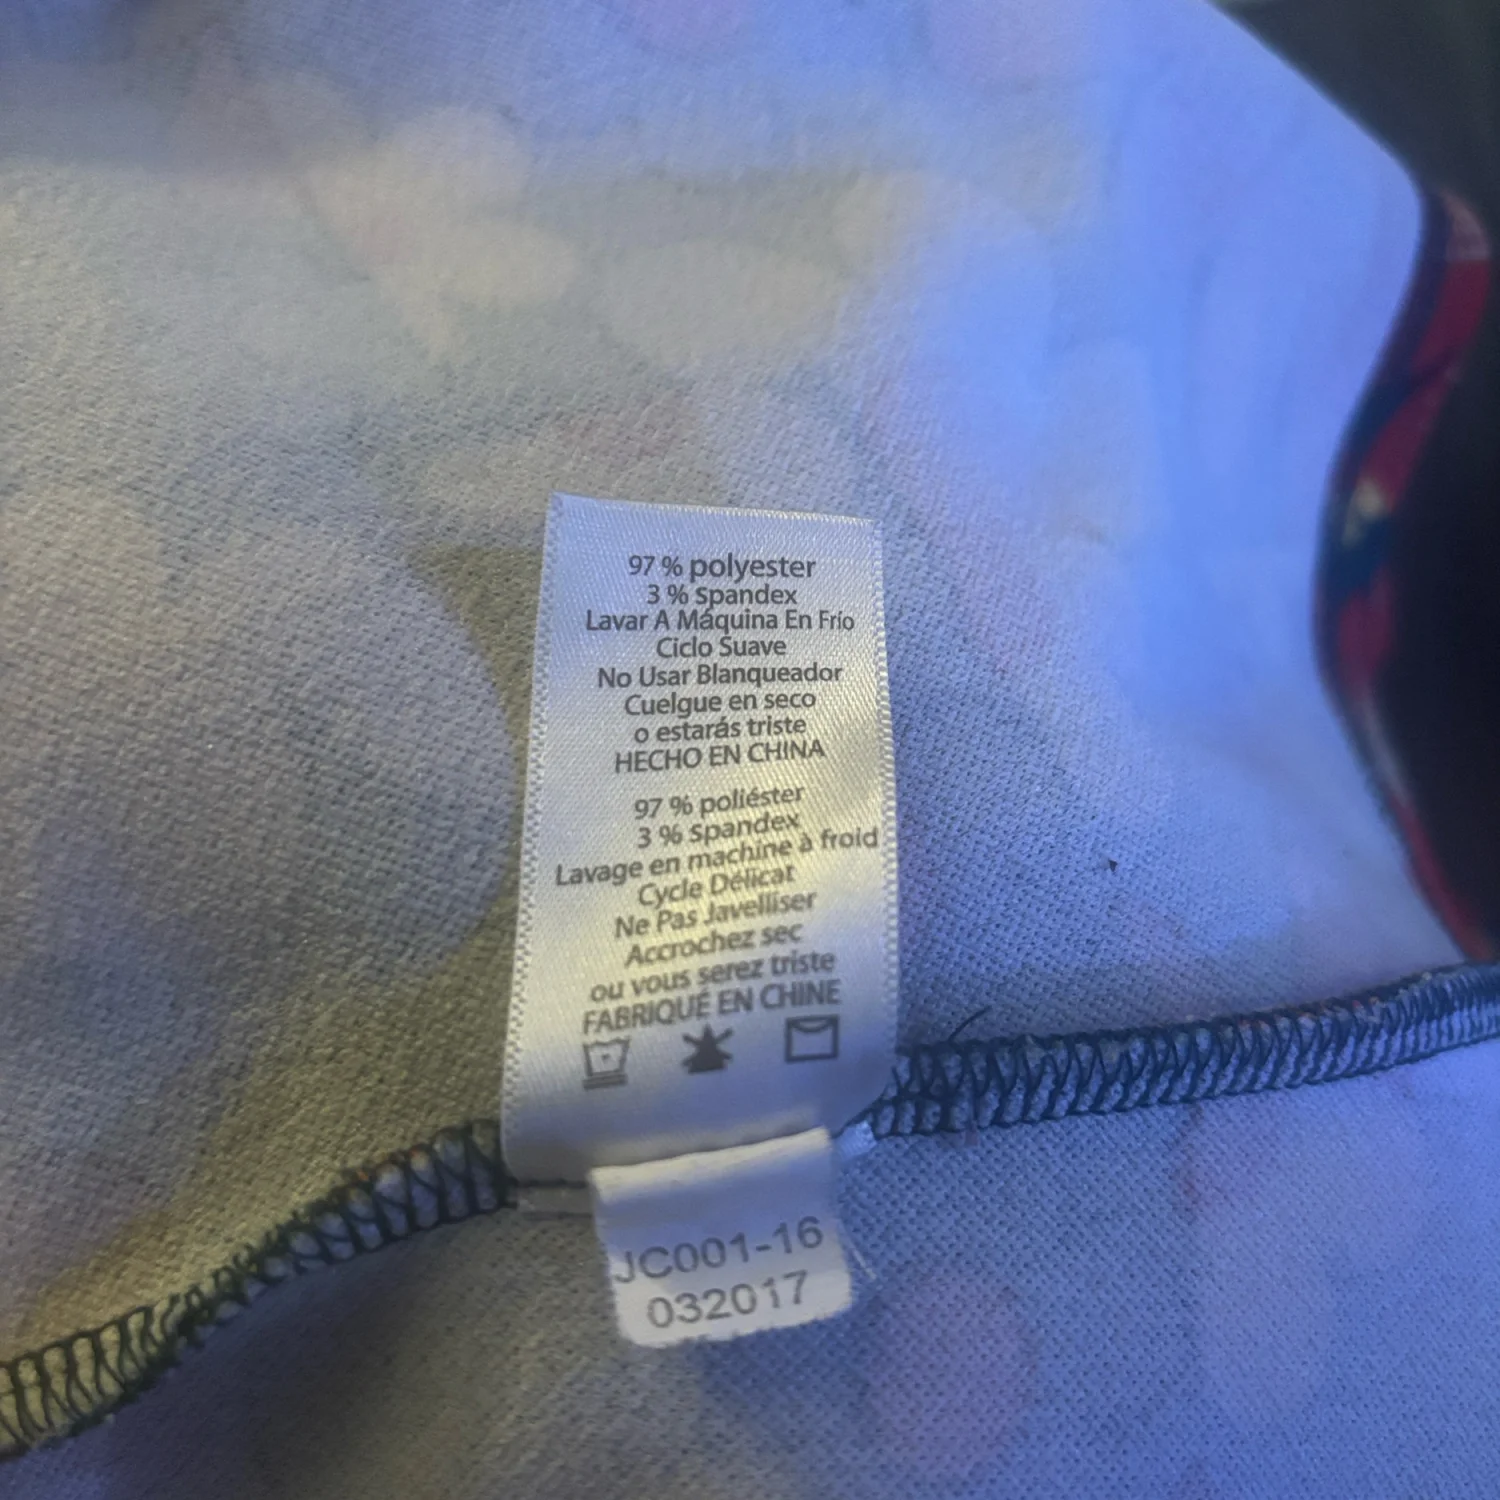 97 % polyester
3 % spandex
Lavar A Máquina En Frío
Ciclo Suave
No Usar Blanqueador
Cuelgue en seco
o estarás triste
HECHO EN CHINA
97 % poliéster
3 % spandex
Lavage en machine à froid
Cycle Délicat
Ne Pas Javelliser
Accrochez sec
ou vous serez triste
FABRIQUÉ EN CHINE
JC001-16
032017